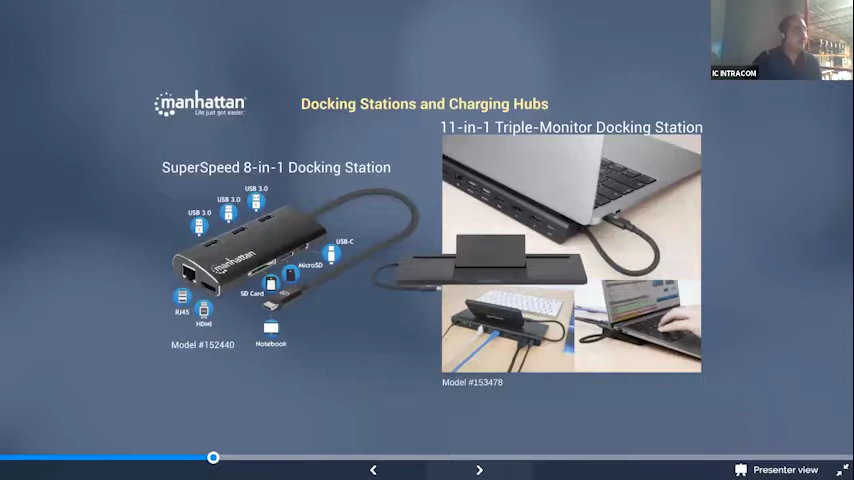 IC INTRACOM
manhattan
Life just got easier.
Docking Stations and Charging Hubs
11-in-1 Triple-Monitor Docking Station
SuperSpeed 8-in-1 Docking Station
USB 3.0
USB 3.0
USB 3.0
USB-C
manhattan
MicroSD
SD Card
RJ45
HDMI
Notebook
Model #152440
Model #153478
Presenter view